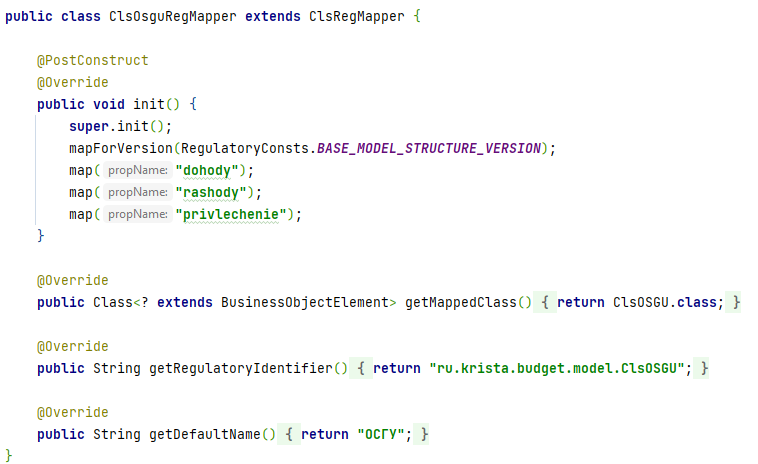 public class ClsOsguRegMapper extends ClsRegMapper {
@PostConstruct
@Override
public void init() {
super.init();
mapForVersion(RegulatoryConsts.BASE_MODEL_STRUCTURE_VERSION);
map( propName: "dohody");
map( propName: "rashody");
map( propName: "privlechenie");
}
@Override
public Class<? extends BusinessObjectElement> getMappedClass() { return ClsOSGU.class; }
@Override
public String getRegulatoryIdentifier() { return "ru.krista.budget.model.ClsOSGU"; }
@Override
public String getDefaultName() { return "ОСГУ"; }
}